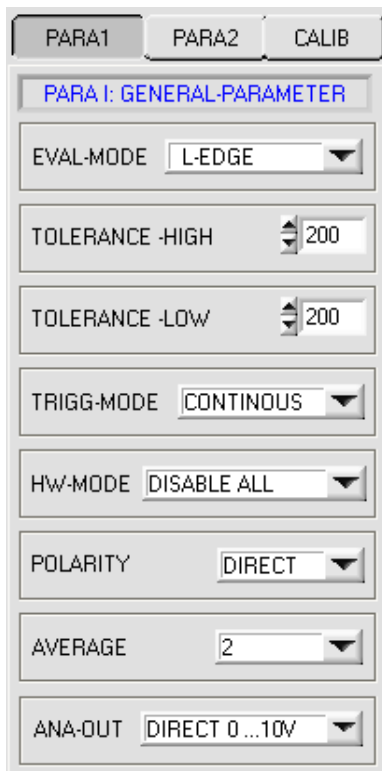 PARA1 PARA2 CALIB
PARA I: GENERAL-PARAMETER
EVAL-MODE L-EDGE
TOLERANCE -HIGH 200
TOLERANCE -LOW 200
TRIGG-MODE CONTINOUS
HW-MODE DISABLE ALL
POLARITY DIRECT
AVERAGE 2
ANA-OUT DIRECT 0 ...10V